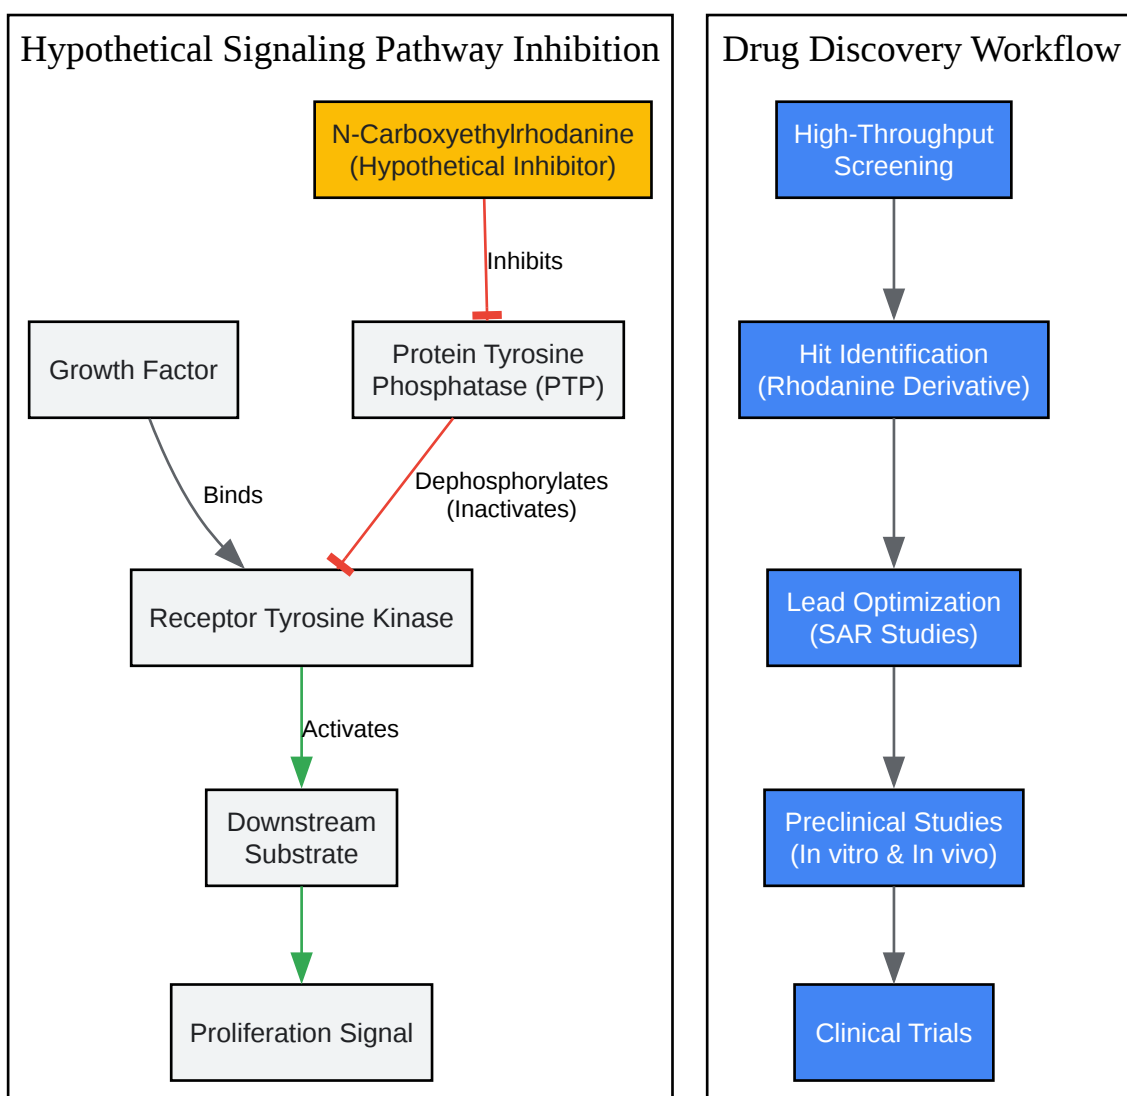 Hypothetical Signaling Pathway Inhibition
N-Carboxyethylrhodanine
(Hypothetical Inhibitor)
Inhibits
Growth Factor
Protein Tyrosine
Phosphatase (PTP)
Binds
Dephosphorylates
(Inactivates)
Receptor Tyrosine Kinase
Activates
Downstream
Substrate
Proliferation Signal
Drug Discovery Workflow
High-Throughput
Screening
Hit Identification
(Rhodanine Derivative)
Lead Optimization
(SAR Studies)
Preclinical Studies
(In vitro & In vivo)
Clinical Trials